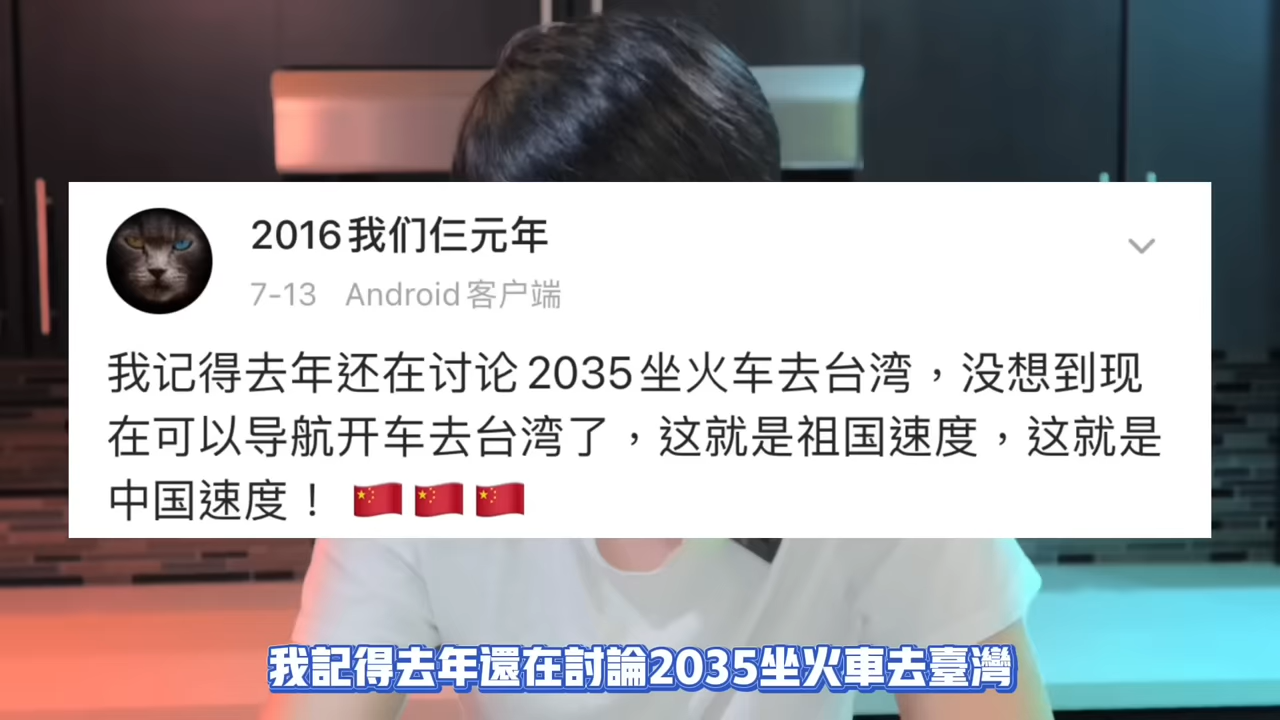 2016我们仨元年
7-13 Android客户端
我记得去年还在讨论2035坐火车去台湾，没想到现
在可以导航开车去台湾了，这就是祖国速度，这就是
中国速度！🇨🇳🇨🇳🇨🇳
我記得去年還在討論2035坐火車去臺灣